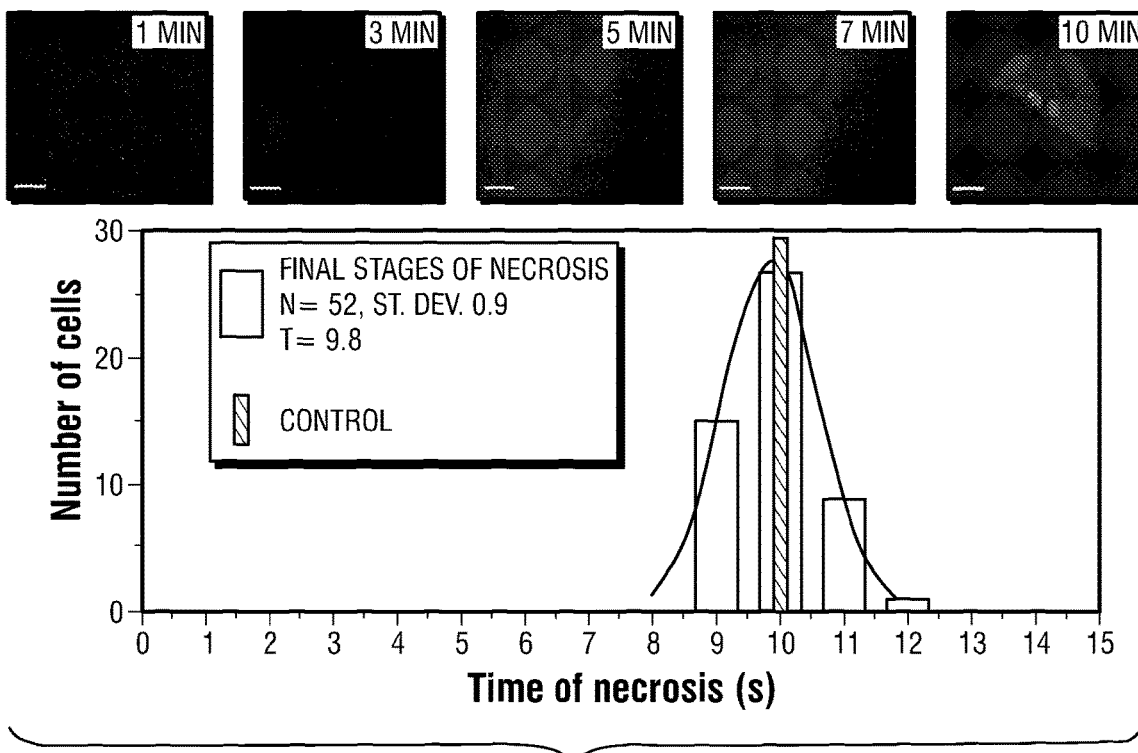 1 MIN
3 MIN
5 MIN
7 MIN
10 MIN
30
20
10
0
Number of cells
FINAL STAGES OF NECROSIS
N= 52, ST. DEV. 0.9
T= 9.8
CONTROL
0 1 2 3 4 5 6 7 8 9 10 11 12 13 14 15
Time of necrosis (s)